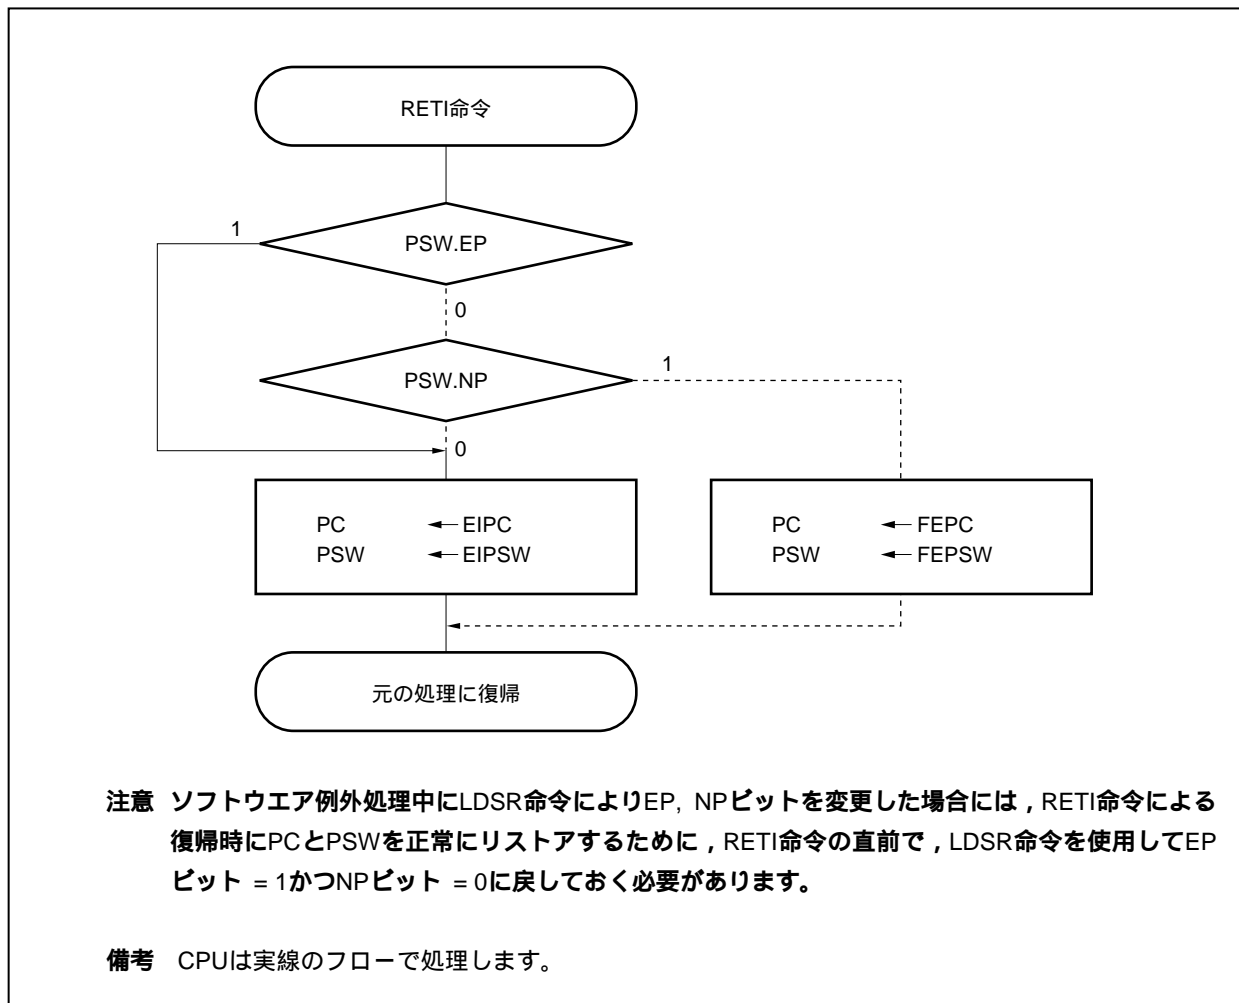 RETI命令
1
PSW.EP
0
PSW.NP
1
0
PC ← EIPC
PSW ← EIPSW
PC ← FEPC
PSW ← FEPSW
元の処理に復帰
注意 ソフトウエア例外処理中にLDSR命令によりEP, NPビットを変更した場合には，RETI命令による
復帰時にPCとPSWを正常にリストアするために，RETI命令の直前で，LDSR命令を使用してEP
ビット = 1かつNPビット = 0に戻しておく必要があります。
備考 CPUは実線のフローで処理します。